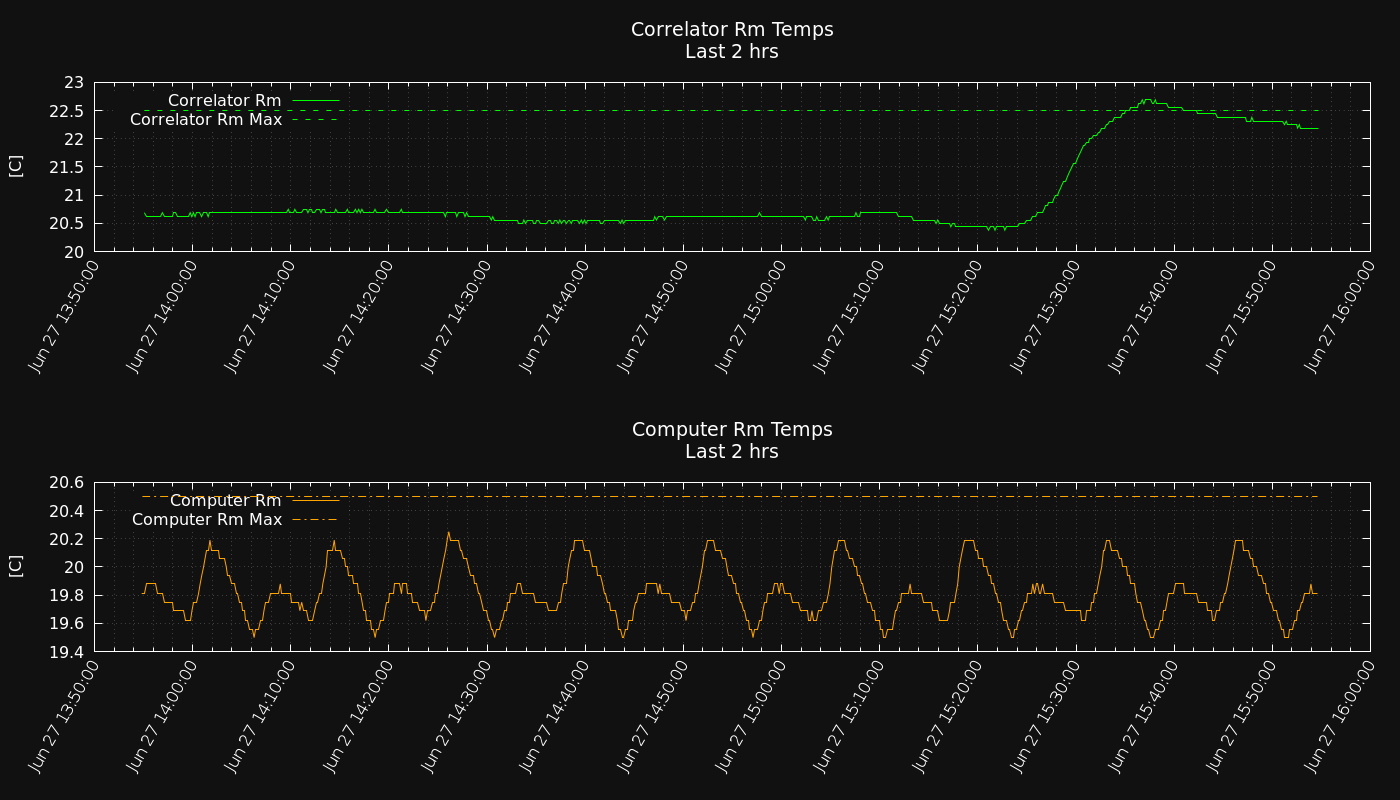 Correlator Rm Temps
Last 2 hrs
23
22.5
22
21.5
21
20.5
20
[C]
Correlator Rm
Correlator Rm Max
Jun 27 13:50:00
Jun 27 14:00:00
Jun 27 14:10:00
Jun 27 14:20:00
Jun 27 14:30:00
Jun 27 14:40:00
Jun 27 14:50:00
Jun 27 15:00:00
Jun 27 15:10:00
Jun 27 15:20:00
Jun 27 15:30:00
Jun 27 15:40:00
Jun 27 15:50:00
Jun 27 16:00:00
Computer Rm Temps
Last 2 hrs
20.6
20.4
20.2
20
19.8
19.6
19.4
[C]
Computer Rm
Computer Rm Max
Jun 27 13:50:00
Jun 27 14:00:00
Jun 27 14:10:00
Jun 27 14:20:00
Jun 27 14:30:00
Jun 27 14:40:00
Jun 27 14:50:00
Jun 27 15:00:00
Jun 27 15:10:00
Jun 27 15:20:00
Jun 27 15:30:00
Jun 27 15:40:00
Jun 27 15:50:00
Jun 27 16:00:00